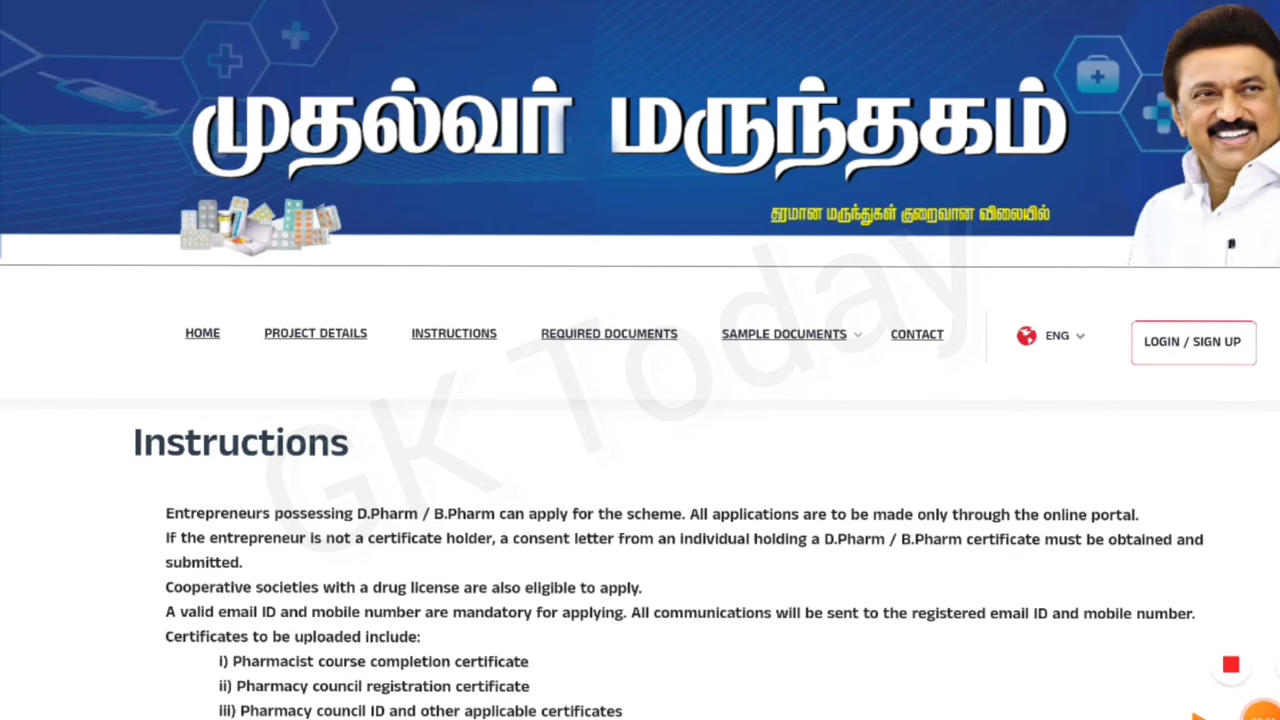 முதல்வர் மருந்தகம்
தரமான மருந்துகள் குறைவான விலையில்
HOME PROJECT DETAILS INSTRUCTIONS REQUIRED DOCUMENTS SAMPLE DOCUMENTS CONTACT ENG LOGIN / SIGN UP
GK Today
Instructions
Entrepreneurs possessing D.Pharm / B.Pharm can apply for the scheme. All applications are to be made only through the online portal.
If the entrepreneur is not a certificate holder, a consent letter from an individual holding a D.Pharm / B.Pharm certificate must be obtained and
submitted.
Cooperative societies with a drug license are also eligible to apply.
A valid email ID and mobile number are mandatory for applying. All communications will be sent to the registered email ID and mobile number.
Certificates to be uploaded include:
i) Pharmacist course completion certificate
ii) Pharmacy council registration certificate
iii) Pharmacy council ID and other applicable certificates